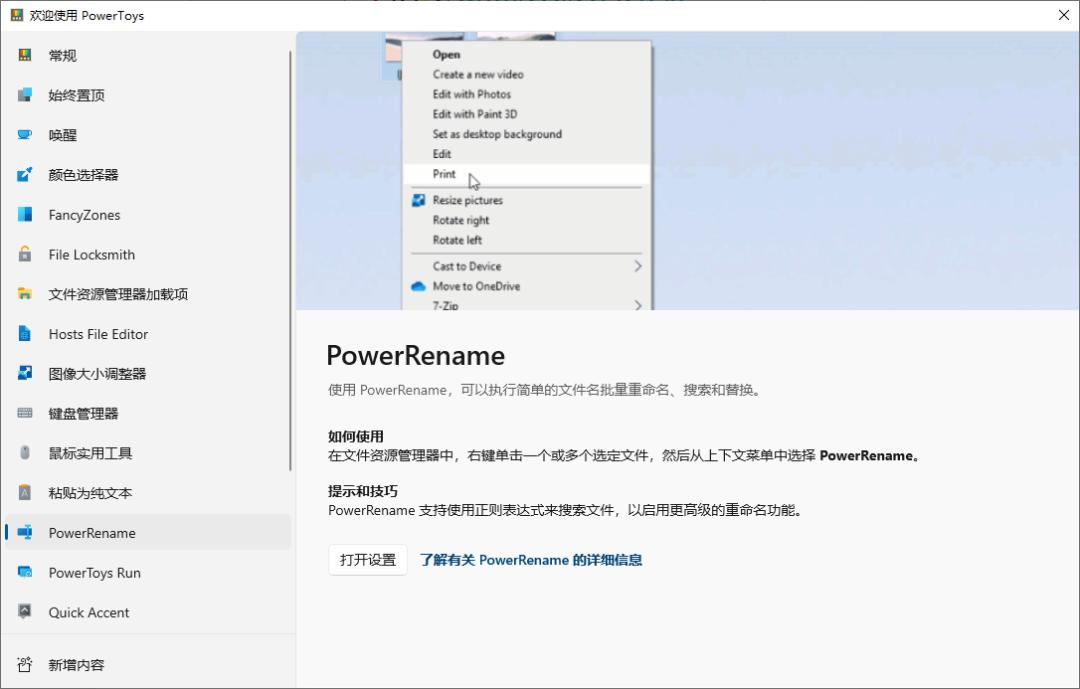 欢迎使用 PowerToys
常规
始终置顶
唤醒
颜色选择器
FancyZones
File Locksmith
文件资源管理器加载项
Hosts File Editor
图像大小调整器
键盘管理器
鼠标实用工具
粘贴为纯文本
PowerRename
PowerToys Run
Quick Accent
新增内容
Open
Create a new video
Edit with Photos
Edit with Paint 3D
Set as desktop background
Edit
Print
Resize pictures
Rotate right
Rotate left
Cast to Device
Move to OneDrive
7-Zip
PowerRename
使用 PowerRename，可以执行简单的文件名批量重命名、搜索和替换。
如何使用
在文件资源管理器中，右键单击一个或多个选定文件，然后从上下文菜单中选择 PowerRename。
提示和技巧
PowerRename 支持使用正则表达式来搜索文件，以启用更高级的重命名功能。
打开设置 了解有关 PowerRename 的详细信息